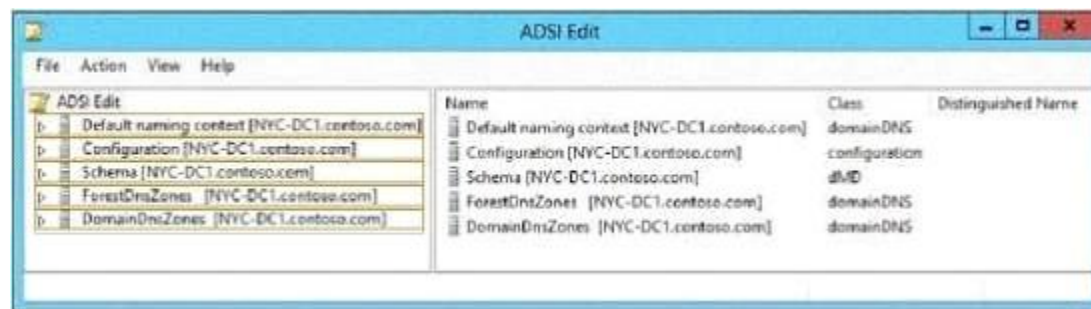 ADSI Edit
File Action View Help
ADSI Edit
Default naming context [NYC-DC1.contoso.com]
Configuration [NYC-DC1.contoso.com]
Schema [NYC-DC1.contoso.com]
ForestDnsZones [NYC-DC1.contoso.com]
DomainDnsZones [NYC-DC1.contoso.com]
Name Class Distinguished Name
Default naming context [NYC-DC1.contoso.com] domainDNS
Configuration [NYC-DC1.contoso.com] configuration
Schema [NYC-DC1.contoso.com] dMD
ForestDnsZones [NYC-DC1.contoso.com] domainDNS
DomainDnsZones [NYC-DC1.contoso.com] domainDNS